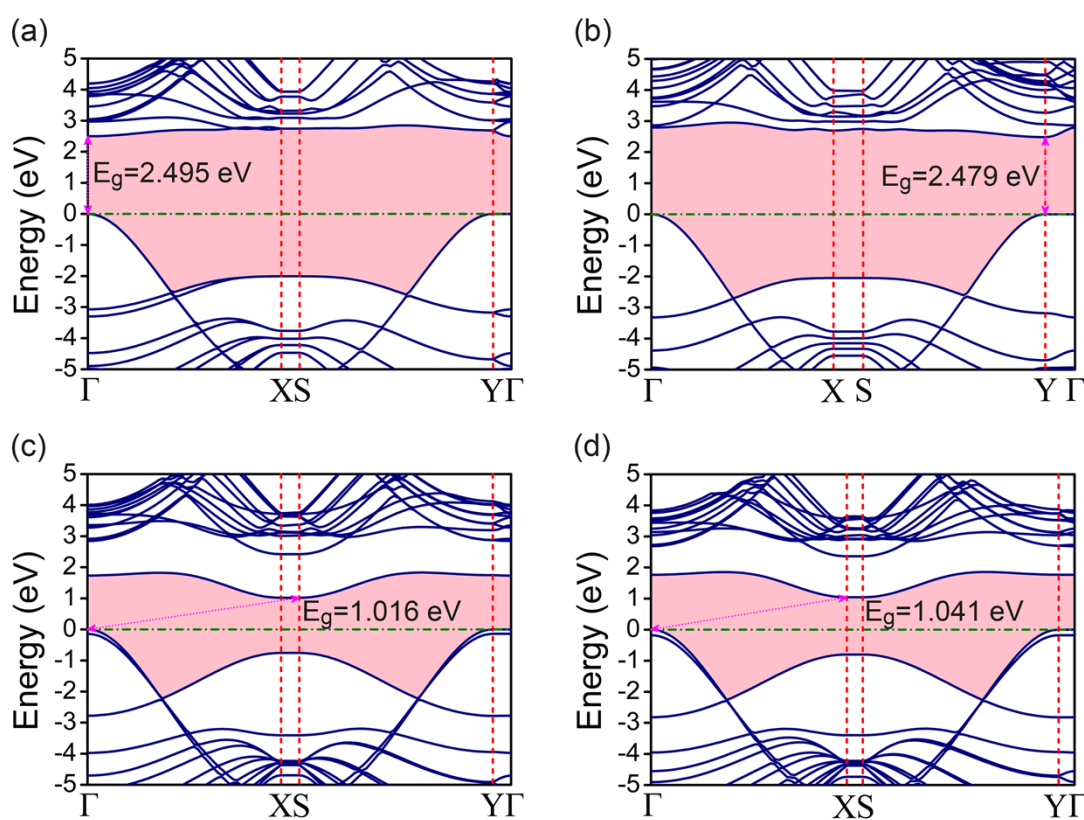 (a)
5
4
3
2
1
0
-1
-2
-3
-4
-5
Energy (eV)
E_g=2.495 eV
Γ XS YΓ
(b)
5
4
3
2
1
0
-1
-2
-3
-4
-5
Energy (eV)
E_g=2.479 eV
Γ X S Y Γ
(c)
5
4
3
2
1
0
-1
-2
-3
-4
-5
Energy (eV)
E_g=1.016 eV
Γ XS YΓ
(d)
5
4
3
2
1
0
-1
-2
-3
-4
-5
Energy (eV)
E_g=1.041 eV
Γ XS YΓ